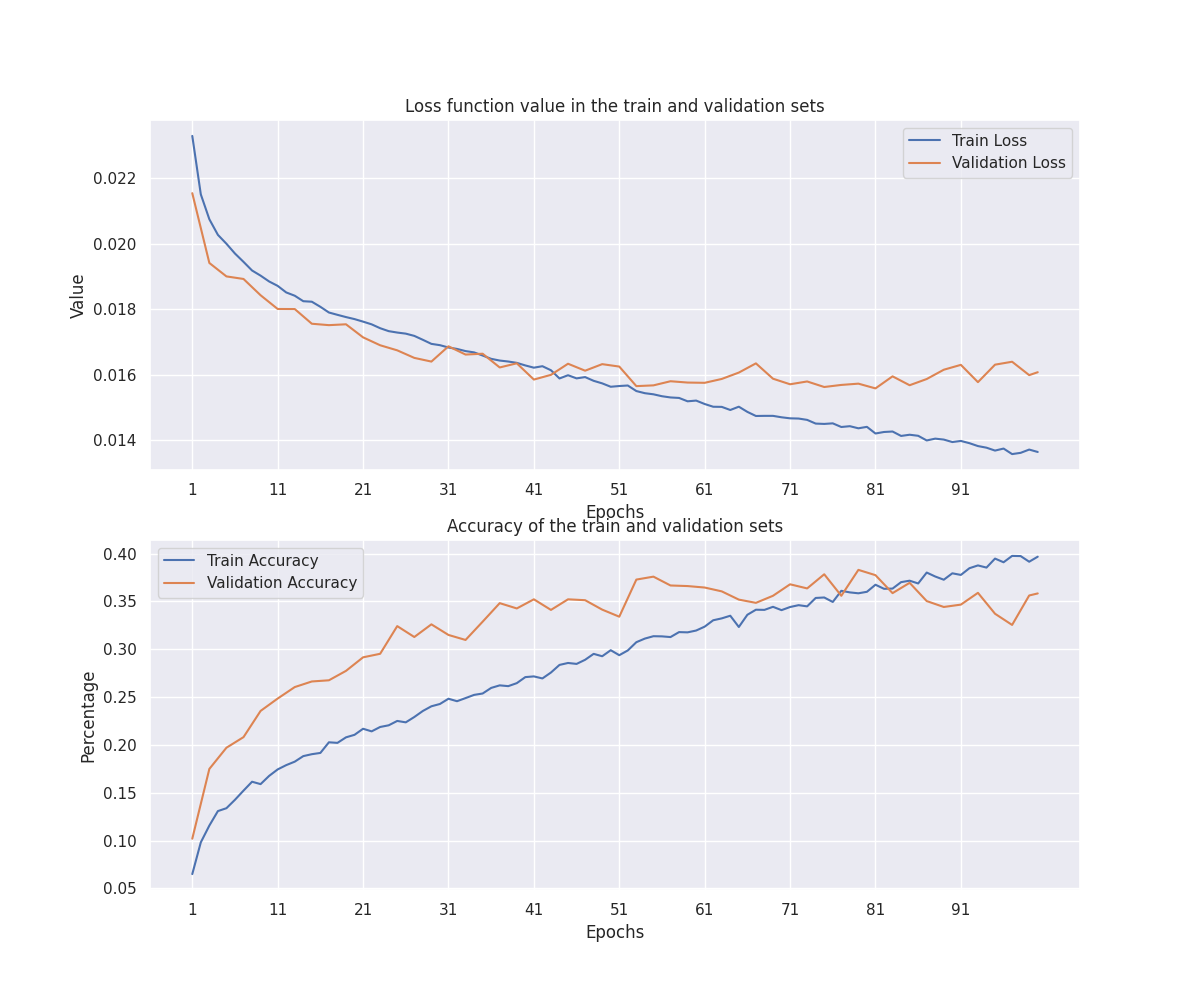 Loss function value in the train and validation sets
Train Loss
Validation Loss
0.022
0.020
0.018
0.016
0.014
Value
1 11 21 31 41 51 61 71 81 91
Epochs
Accuracy of the train and validation sets
Train Accuracy
Validation Accuracy
0.40
0.35
0.30
0.25
0.20
0.15
0.10
0.05
Percentage
1 11 21 31 41 51 61 71 81 91
Epochs